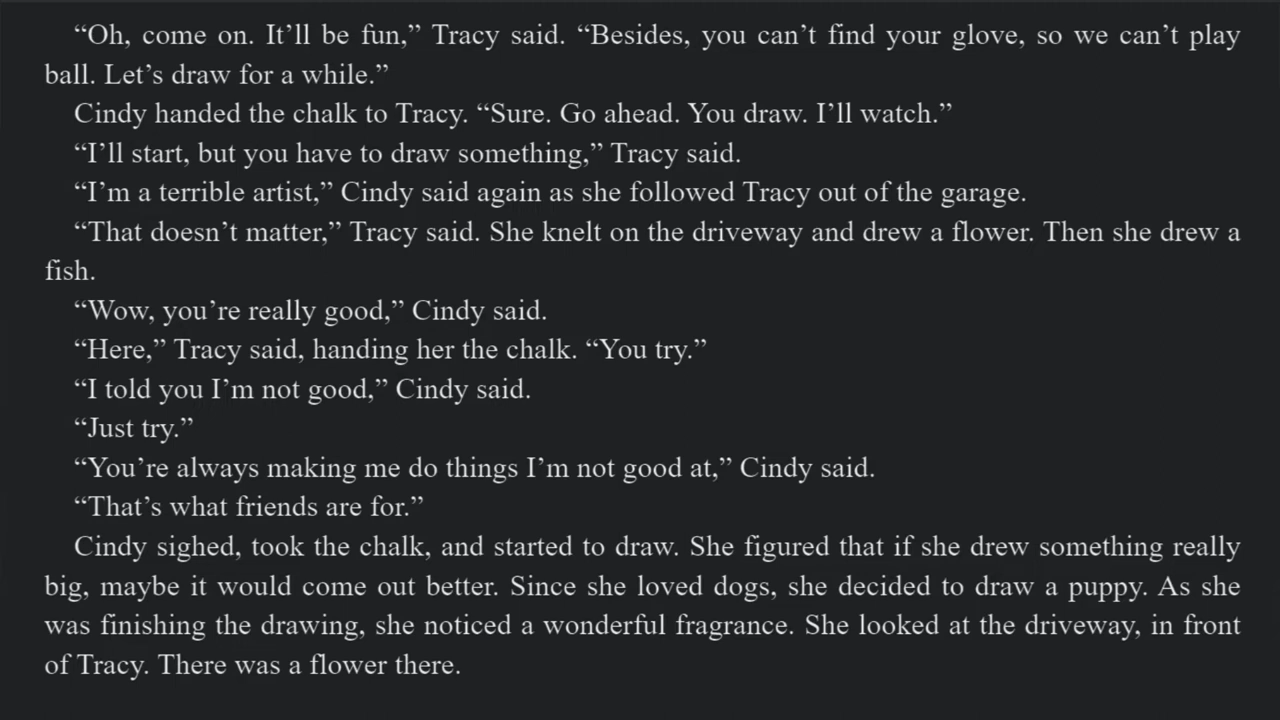 “Oh, come on. It’ll be fun,” Tracy said. “Besides, you can’t find your glove, so we can’t play
ball. Let’s draw for a while.”
Cindy handed the chalk to Tracy. “Sure. Go ahead. You draw. I’ll watch.”
“I’ll start, but you have to draw something,” Tracy said.
“I’m a terrible artist,” Cindy said again as she followed Tracy out of the garage.
“That doesn’t matter,” Tracy said. She knelt on the driveway and drew a flower. Then she drew a
fish.
“Wow, you’re really good,” Cindy said.
“Here,” Tracy said, handing her the chalk. “You try.”
“I told you I’m not good,” Cindy said.
“Just try.”
“You’re always making me do things I’m not good at,” Cindy said.
“That’s what friends are for.”
Cindy sighed, took the chalk, and started to draw. She figured that if she drew something really
big, maybe it would come out better. Since she loved dogs, she decided to draw a puppy. As she
was finishing the drawing, she noticed a wonderful fragrance. She looked at the driveway, in front
of Tracy. There was a flower there.